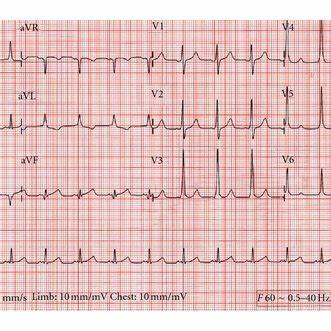 aVR V1 V4
aVL V2 V5
aVF V3 V6
mm/s Limb: 10 mm/mV Chest: 10 mm/mV F 60 ~ 0.5–40 Hz